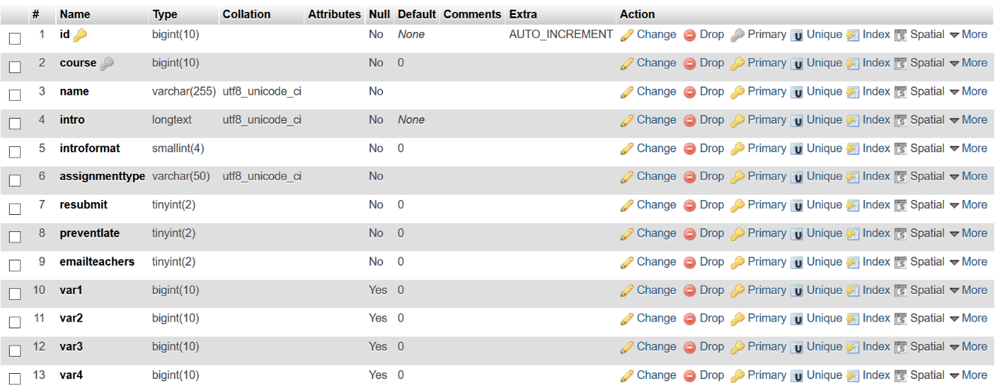 # Name Type Collation Attributes Null Default Comments Extra Action
1 id bigint(10) No None AUTO_INCREMENT Change Drop Primary Unique Index Spatial More
2 course bigint(10) No 0 Change Drop Primary Unique Index Spatial More
3 name varchar(255) utf8_unicode_ci No Change Drop Primary Unique Index Spatial More
4 intro longtext utf8_unicode_ci No None Change Drop Primary Unique Index Spatial More
5 introformat smallint(4) No 0 Change Drop Primary Unique Index Spatial More
6 assignmenttype varchar(50) utf8_unicode_ci No Change Drop Primary Unique Index Spatial More
7 resubmit tinyint(2) No 0 Change Drop Primary Unique Index Spatial More
8 preventlate tinyint(2) No 0 Change Drop Primary Unique Index Spatial More
9 emailteachers tinyint(2) No 0 Change Drop Primary Unique Index Spatial More
10 var1 bigint(10) Yes 0 Change Drop Primary Unique Index Spatial More
11 var2 bigint(10) Yes 0 Change Drop Primary Unique Index Spatial More
12 var3 bigint(10) Yes 0 Change Drop Primary Unique Index Spatial More
13 var4 bigint(10) Yes 0 Change Drop Primary Unique Index Spatial More